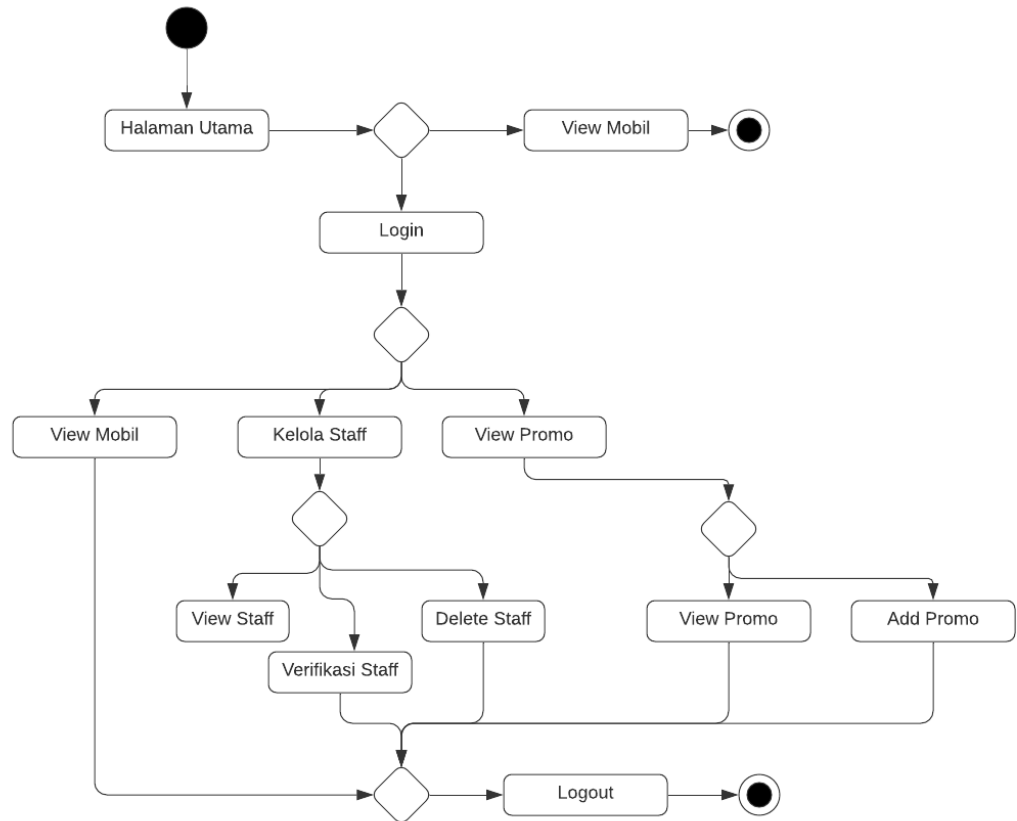 Halaman Utama
View Mobil
Login
View Mobil
Kelola Staff
View Promo
View Staff
Delete Staff
View Promo
Add Promo
Verifikasi Staff
Logout